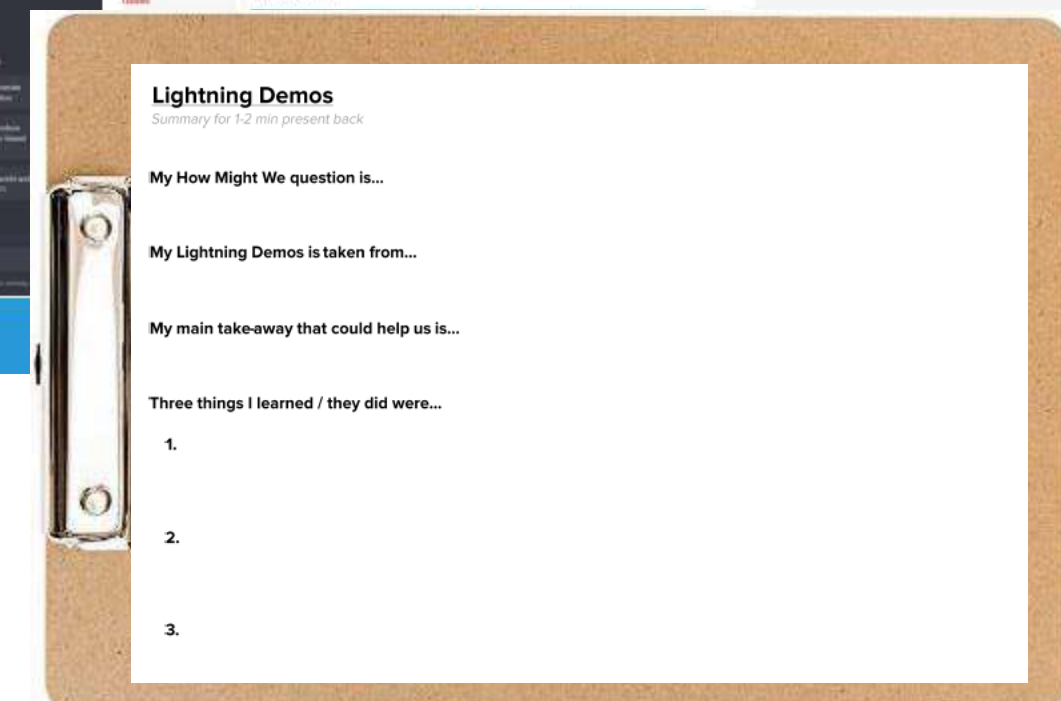 Lightning Demos
Summary for 1-2 min present back
My How Might We question is...
My Lightning Demos is taken from...
My main take-away that could help us is...
Three things I learned / they did were...
1.
2.
3.